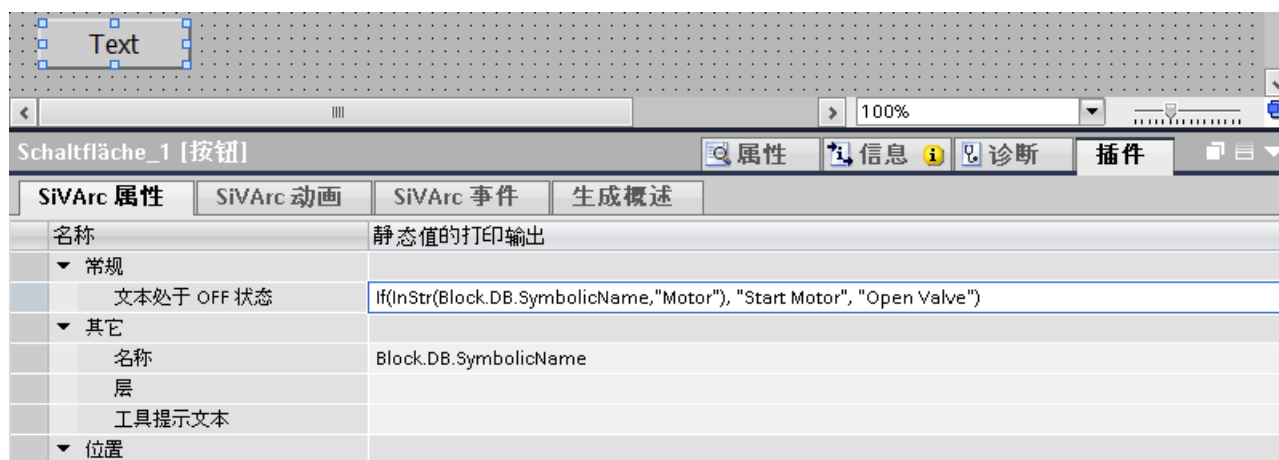 Text
100%
Schaltfläche_1 [按钮] 属性 信息 诊断 插件
SiVArc 属性 SiVArc 动画 SiVArc 事件 生成概述
名称 静态值的打印输出
常规
文本处于 OFF 状态 If(InStr(Block.DB.SymbolicName,"Motor"), "Start Motor", "Open Valve")
其它
名称 Block.DB.SymbolicName
层
工具提示文本
位置